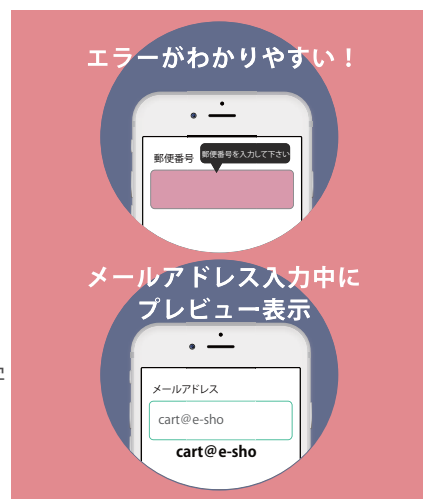 エラーがわかりやすい！
郵便番号
郵便番号を入力して下さい
メールアドレス入力中に
プレビュー表示
メールアドレス
cart@e-sho
cart@e-sho